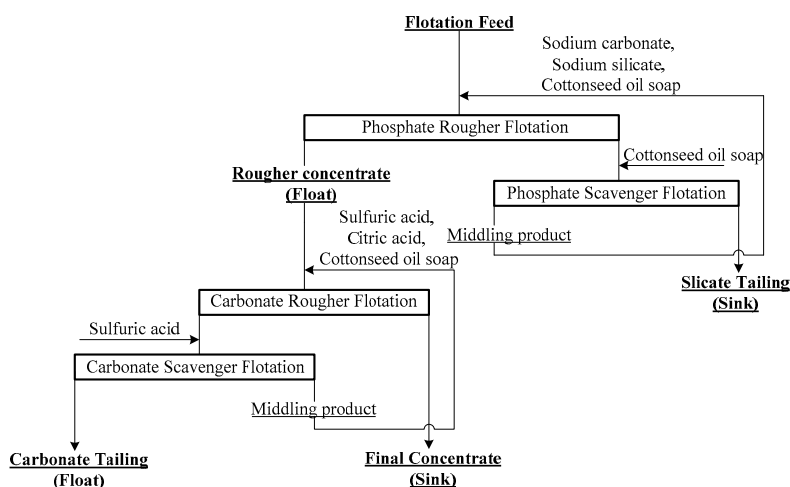 Flotation Feed
Sodium carbonate,
Sodium silicate,
Cottonseed oil soap
Phosphate Rougher Flotation
Cottonseed oil soap
Rougher concentrate
(Float)
Phosphate Scavenger Flotation
Sulfuric acid,
Citric acid,
Cottonseed oil soap
Middling product
Slicate Tailing
(Sink)
Carbonate Rougher Flotation
Sulfuric acid
Carbonate Scavenger Flotation
Middling product
Carbonate Tailing
(Float)
Final Concentrate
(Sink)